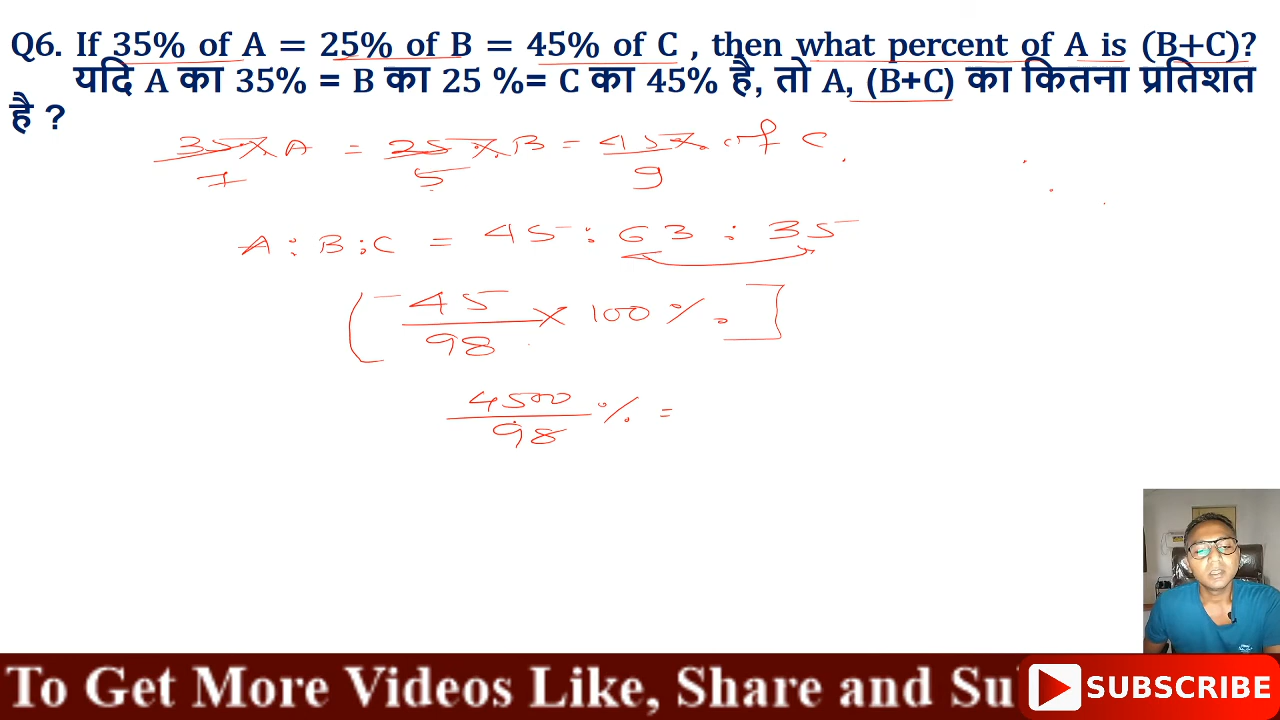 Q6. If 35% of A = 25% of B = 45% of C , then what percent of A is (B+C)?
यदि A का 35% = B का 25 %= C का 45% है, तो A, (B+C) का कितना प्रतिशत
है ?
35% A = 25% B = 45% of C
7 5 9
A : B : C = 45 : 63 : 35
45
98 × 100 %
4500
98 % =
To Get More Videos Like, Share and Su
SUBSCRIBE